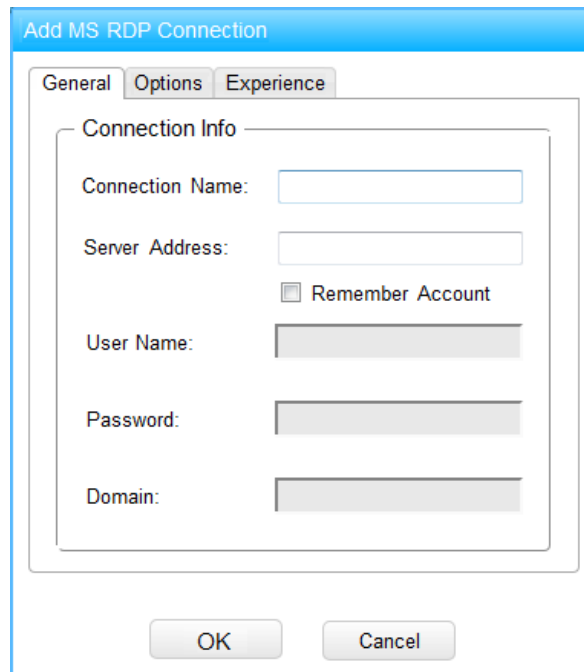 Add MS RDP Connection
General Options Experience
Connection Info
Connection Name:
Server Address:
Remember Account
User Name:
Password:
Domain:
OK Cancel